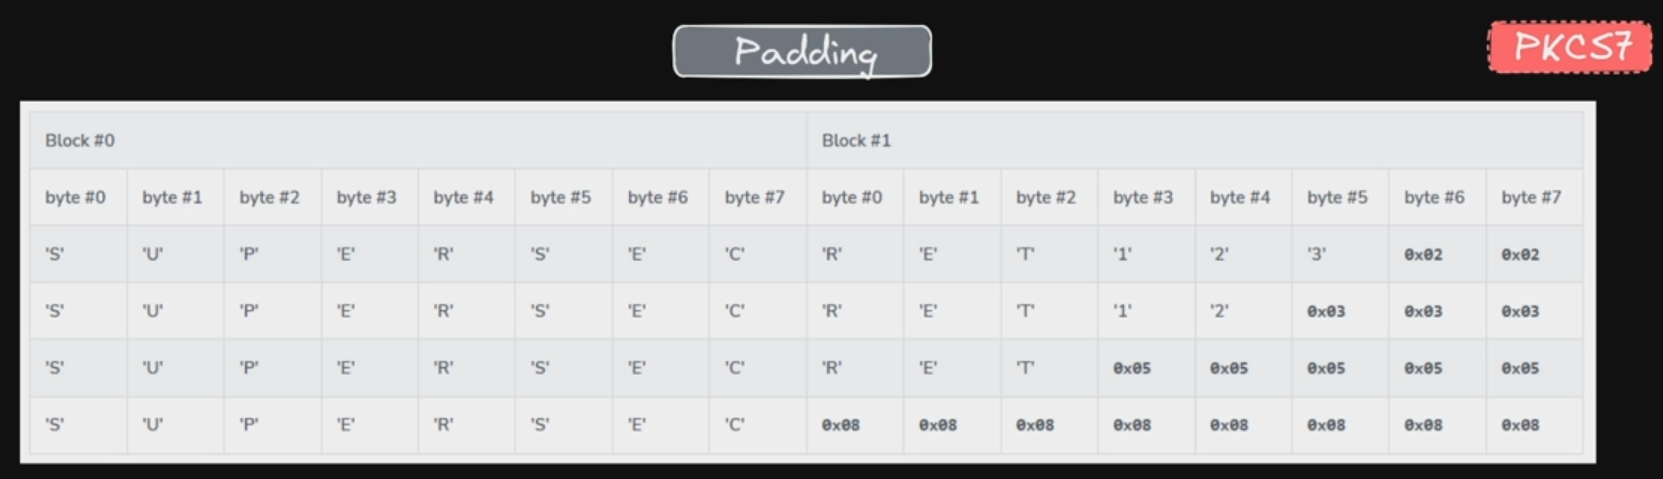 Padding
PKCS7
Block #0 Block #1
byte #0 byte #1 byte #2 byte #3 byte #4 byte #5 byte #6 byte #7 byte #0 byte #1 byte #2 byte #3 byte #4 byte #5 byte #6 byte #7
'S' 'U' 'P' 'E' 'R' 'S' 'E' 'C' 'R' 'E' 'T' '1' '2' '3' 0x02 0x02
'S' 'U' 'P' 'E' 'R' 'S' 'E' 'C' 'R' 'E' 'T' '1' '2' 0x03 0x03 0x03
'S' 'U' 'P' 'E' 'R' 'S' 'E' 'C' 'R' 'E' 'T' 0x05 0x05 0x05 0x05 0x05
'S' 'U' 'P' 'E' 'R' 'S' 'E' 'C' 0x08 0x08 0x08 0x08 0x08 0x08 0x08 0x08